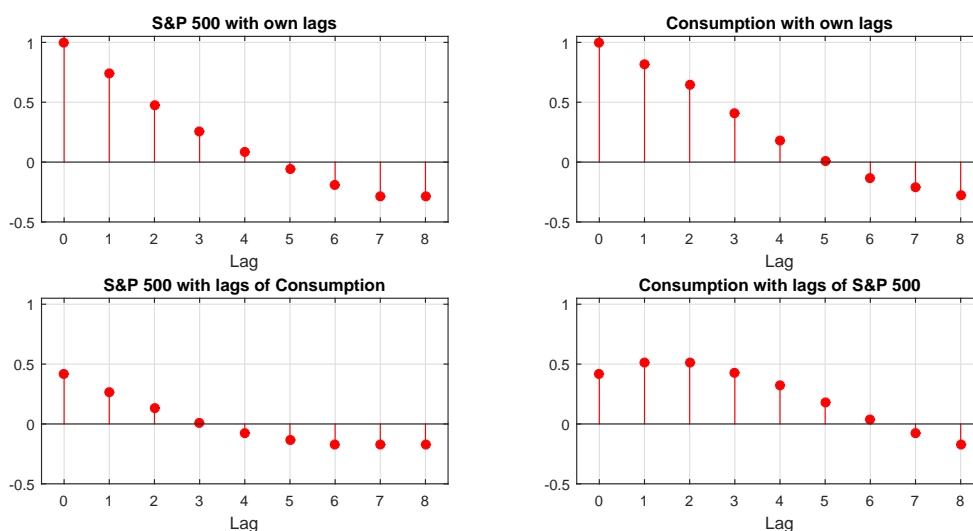 S&P 500 with own lags
1
0.5
0
-0.5
0 1 2 3 4 5 6 7 8
Lag
Consumption with own lags
1
0.5
0
-0.5
0 1 2 3 4 5 6 7 8
Lag
S&P 500 with lags of Consumption
1
0.5
0
-0.5
0 1 2 3 4 5 6 7 8
Lag
Consumption with lags of S&P 500
1
0.5
0
-0.5
0 1 2 3 4 5 6 7 8
Lag